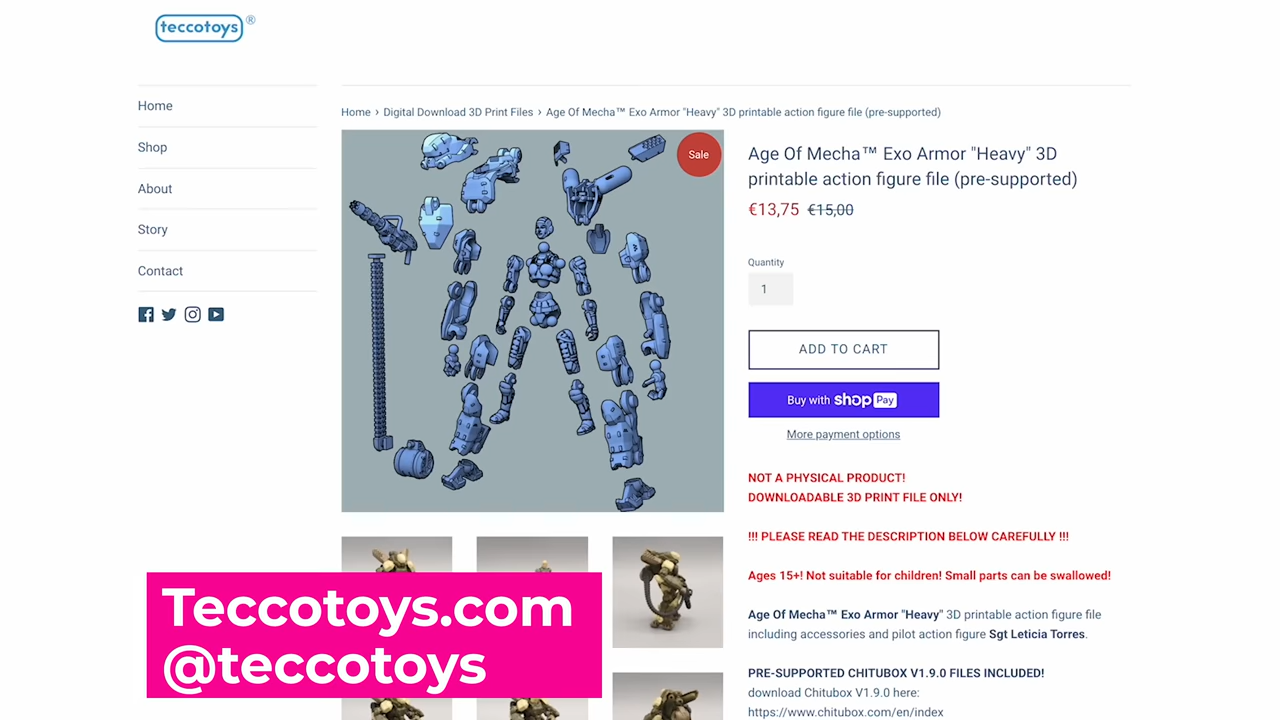 teccotoys®
Home
Shop
About
Story
Contact
Home › Digital Download 3D Print Files › Age Of Mecha™ Exo Armor "Heavy" 3D printable action figure file (pre-supported)
Sale
Age Of Mecha™ Exo Armor "Heavy" 3D
printable action figure file (pre-supported)
€13,75 €15,00
Quantity
1
ADD TO CART
Buy with shop Pay
More payment options
NOT A PHYSICAL PRODUCT!
DOWNLOADABLE 3D PRINT FILE ONLY!
!!! PLEASE READ THE DESCRIPTION BELOW CAREFULLY !!!
Ages 15+! Not suitable for children! Small parts can be swallowed!
Age Of Mecha™ Exo Armor "Heavy" 3D printable action figure file
including accessories and pilot action figure Sgt Leticia Torres.
PRE-SUPPORTED CHITUBOX V1.9.0 FILES INCLUDED!
download Chitubox V1.9.0 here:
https://www.chitubox.com/en/index
Teccotoys.com
@teccotoys